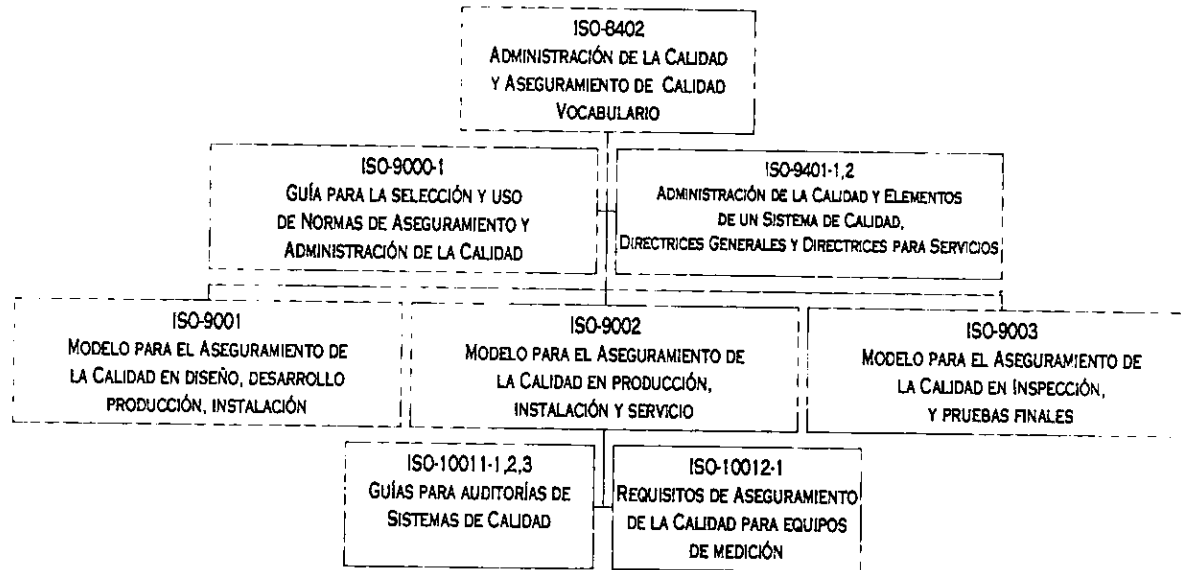 ISO-8402
ADMINISTRACIÓN DE LA CALIDAD
Y ASEGURAMIENTO DE CALIDAD
VOCABULARIO
ISO-9000-1
GUÍA PARA LA SELECCIÓN Y USO
DE NORMAS DE ASEGURAMIENTO Y
ADMINISTRACIÓN DE LA CALIDAD
ISO-9401-1,2
ADMINISTRACIÓN DE LA CALIDAD Y ELEMENTOS
DE UN SISTEMA DE CALIDAD,
DIRECTRICES GENERALES Y DIRECTRICES PARA SERVICIOS
ISO-9001
MODELO PARA EL ASEGURAMIENTO DE
LA CALIDAD EN DISEÑO, DESARROLLO
PRODUCCIÓN, INSTALACIÓN
ISO-9002
MODELO PARA EL ASEGURAMIENTO DE
LA CALIDAD EN PRODUCCIÓN,
INSTALACIÓN Y SERVICIO
ISO-9003
MODELO PARA EL ASEGURAMIENTO DE
LA CALIDAD EN INSPECCIÓN,
Y PRUEBAS FINALES
ISO-10011-1,2,3
GUÍAS PARA AUDITORÍAS DE
SISTEMAS DE CALIDAD
ISO-10012-1
REQUISITOS DE ASEGURAMIENTO
DE LA CALIDAD PARA EQUIPOS
DE MEDICIÓN